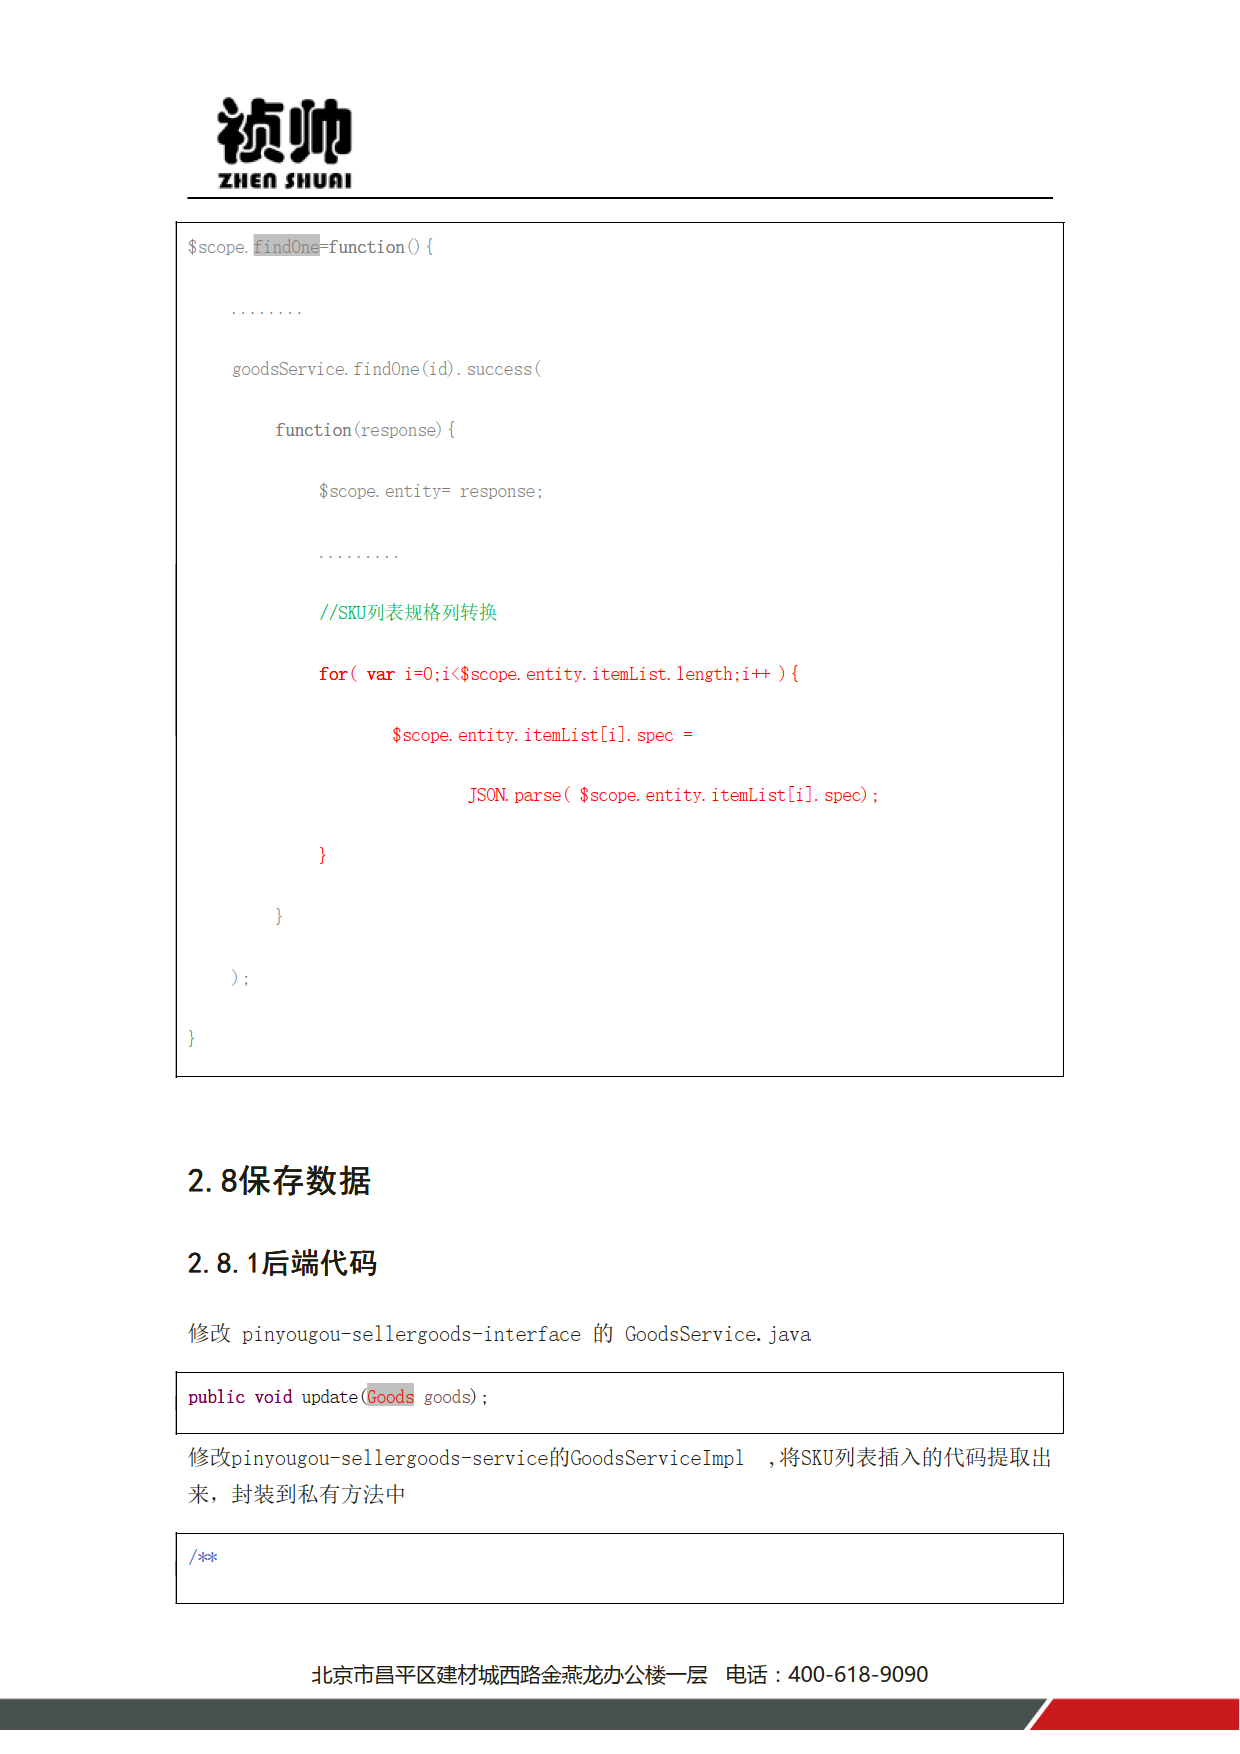 祯帅
ZHEN SHUAI
$scope.findOne=function(){
........
goodsService.findOne(id).success(
function(response){
$scope.entity= response;
.........
//SKU列表规格列转换
for( var i=0;i<$scope.entity.itemList.length;i++ ){
$scope.entity.itemList[i].spec =
JSON.parse( $scope.entity.itemList[i].spec);
}
}
);
}
2.8保存数据
2.8.1后端代码
修改 pinyougou-sellergoods-interface 的 GoodsService.java
public void update(Goods goods);
修改pinyougou-sellergoods-service的GoodsServiceImpl ,将SKU列表插入的代码提取出
来，封装到私有方法中
/**
北京市昌平区建材城西路金燕龙办公楼一层 电话：400-618-9090